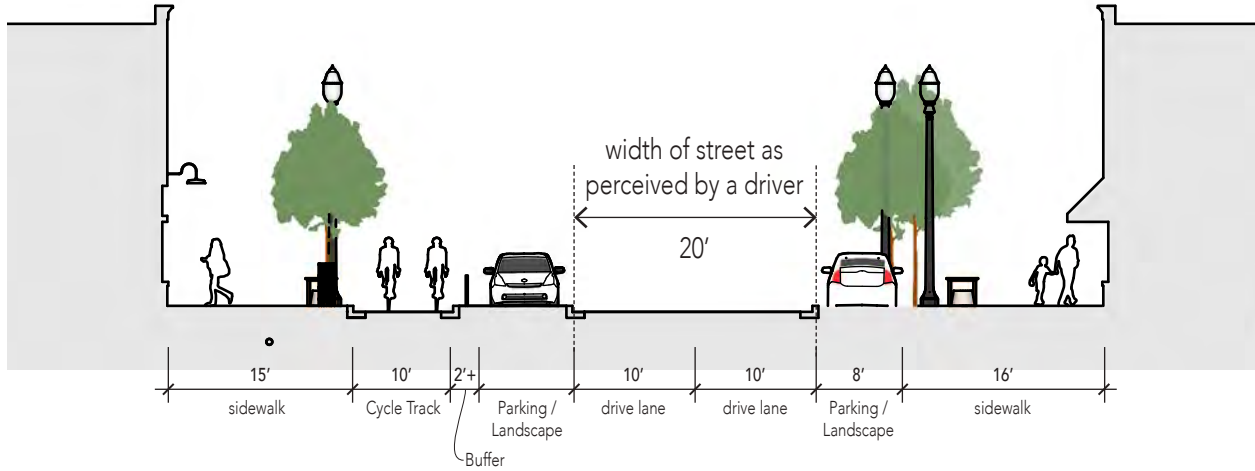 width of street as
perceived by a driver
20’
15’
10’
2’+
10’
10’
8’
16’
sidewalk
Cycle Track
Parking /
Landscape
drive lane
drive lane
Parking /
Landscape
sidewalk
Buffer